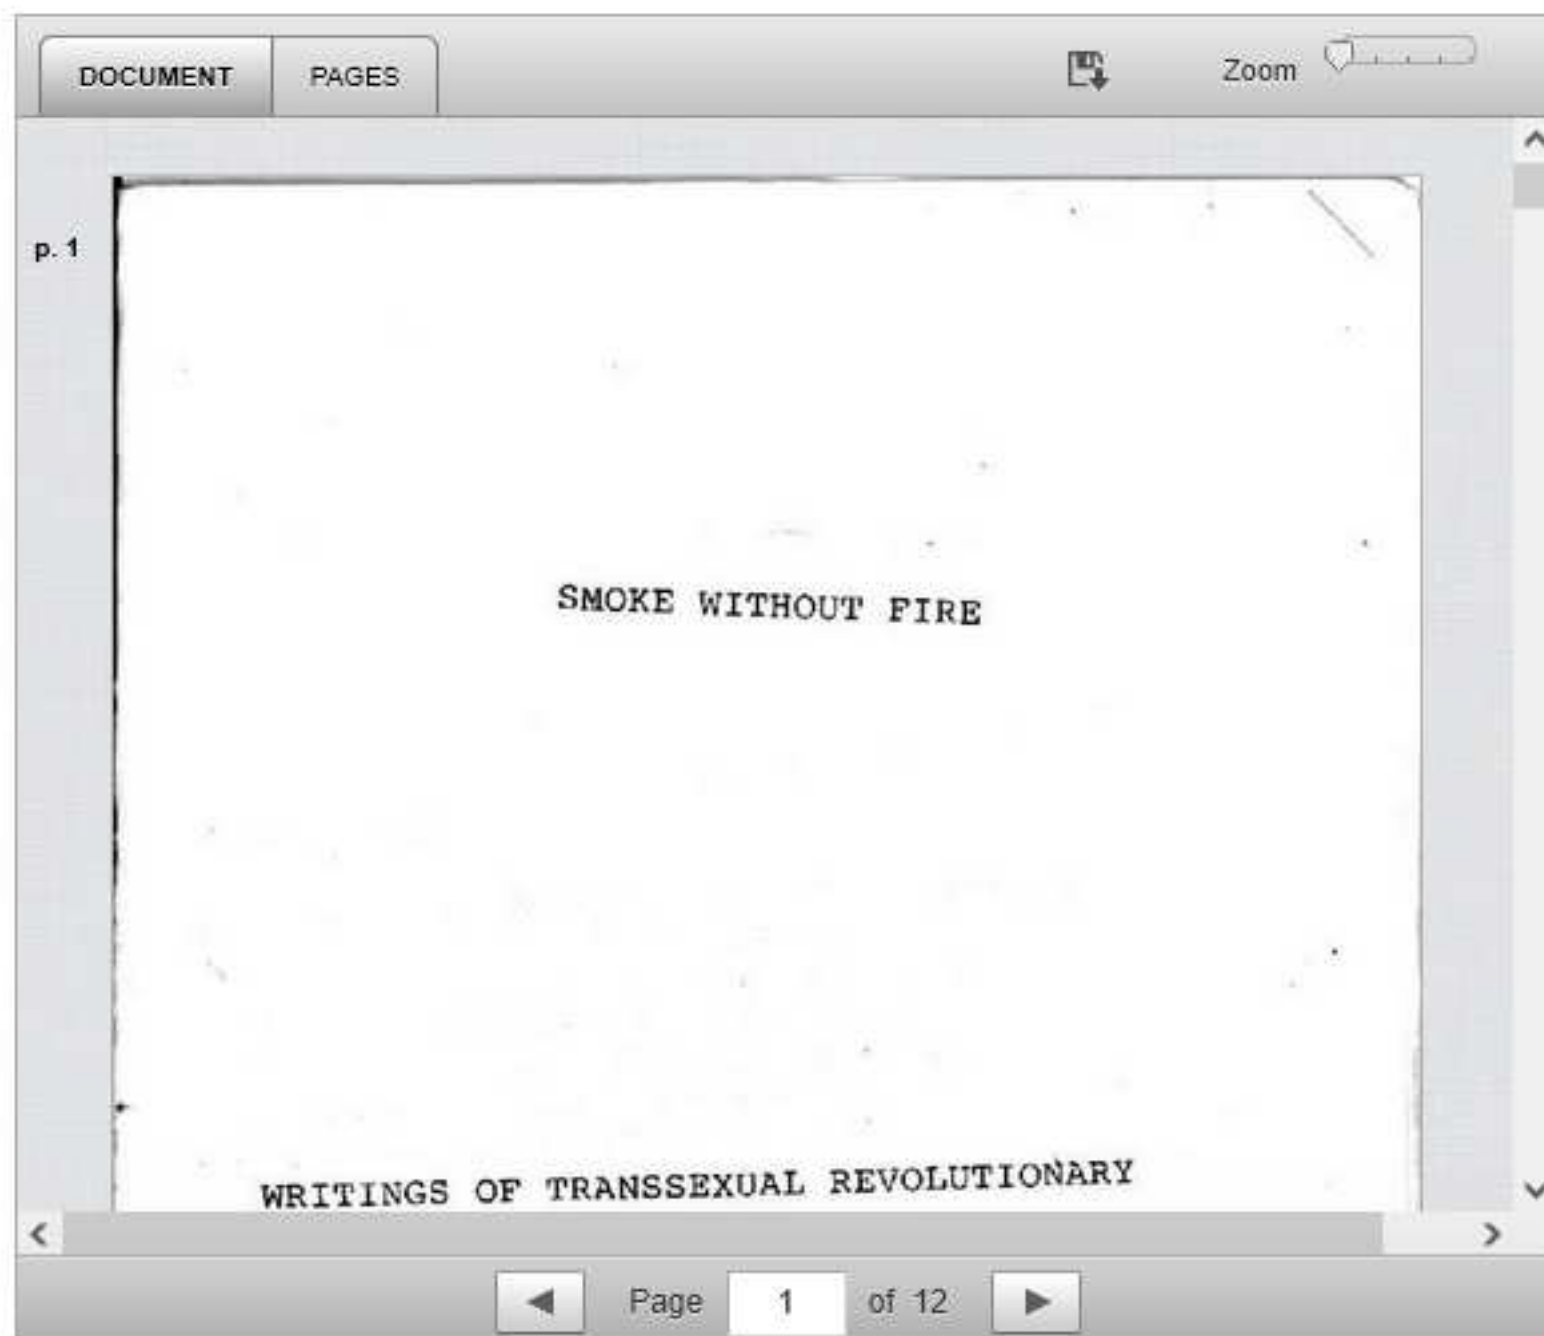 DOCUMENT PAGES Zoom
p. 1
SMOKE WITHOUT FIRE
WRITINGS OF TRANSSEXUAL REVOLUTIONARY
Page 1 of 12